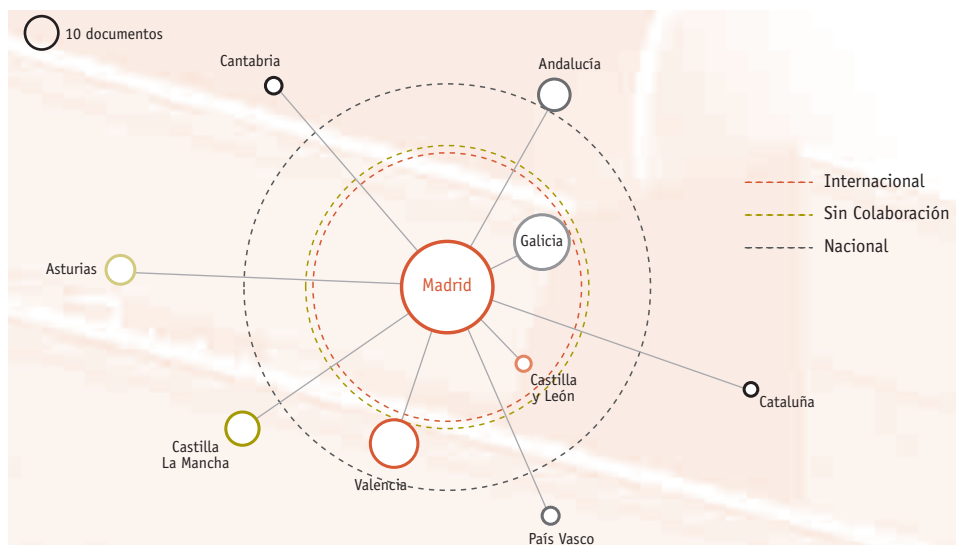 10 documentos
Cantabria
Andalucía
Internacional
Sin Colaboración
Nacional
Galicia
Asturias
Madrid
Castilla
y León
Cataluña
Castilla
La Mancha
Valencia
País Vasco